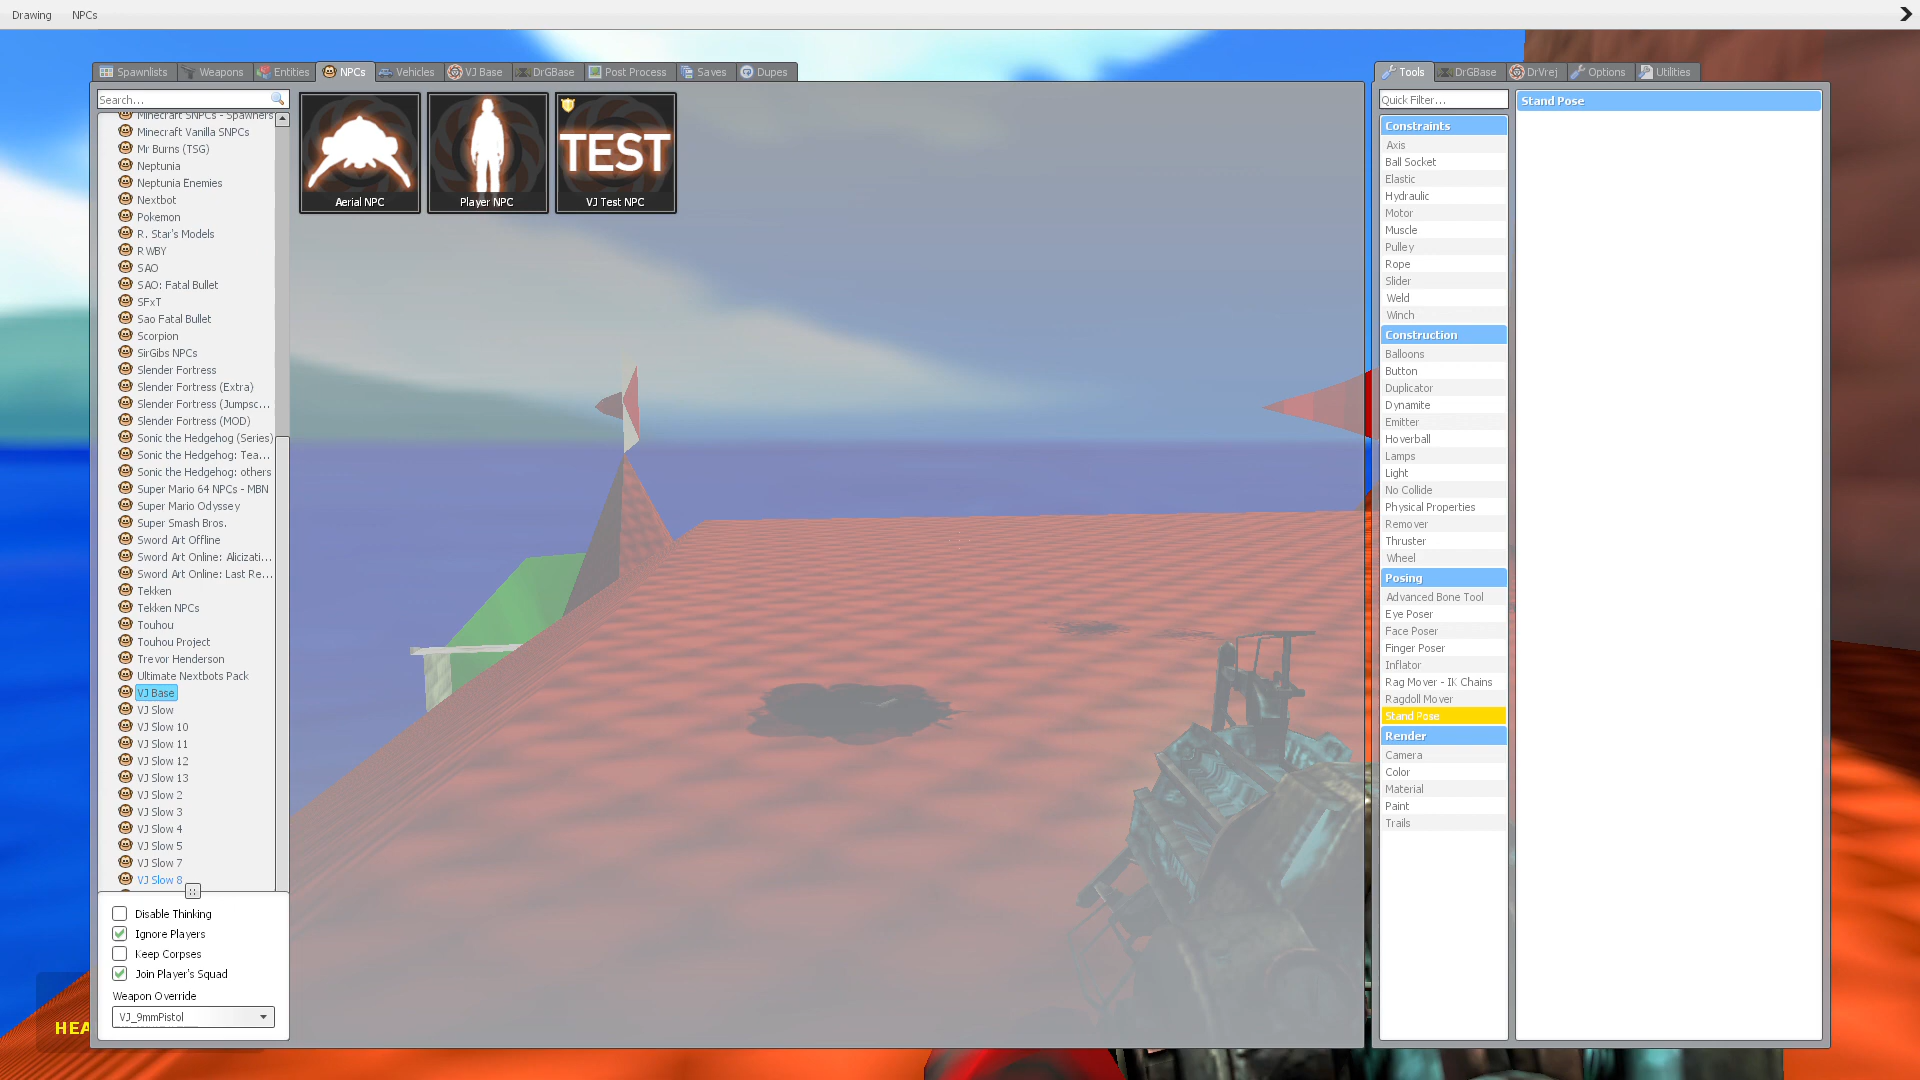 Drawing NPCs
Spawnlists Weapons Entities NPCs Vehicles VJ Base DrGBase Post Process Saves Dupes
Search...
Minecraft SNPCs - Spawners
Minecraft Vanilla SNPCs
Mr Burns (TSG)
Neptunia
Neptunia Enemies
Nextbot
Pokemon
R. Star's Models
RWBY
SAO
SAO: Fatal Bullet
SFxT
Sao Fatal Bullet
Scorpion
SirGibs NPCs
Slender Fortress
Slender Fortress (Extra)
Slender Fortress (Jumpsc...
Slender Fortress (MOD)
Sonic the Hedgehog (Series)
Sonic the Hedgehog: Tea...
Sonic the Hedgehog: others
Super Mario 64 NPCs - MBN
Super Mario Odyssey
Super Smash Bros.
Sword Art Offline
Sword Art Online: Alicizati...
Sword Art Online: Last Re...
Tekken
Tekken NPCs
Touhou
Touhou Project
Trevor Henderson
Ultimate Nextbots Pack
VJ Base
VJ Slow
VJ Slow 10
VJ Slow 11
VJ Slow 12
VJ Slow 13
VJ Slow 2
VJ Slow 3
VJ Slow 4
VJ Slow 5
VJ Slow 7
VJ Slow 8
Disable Thinking
Ignore Players
Keep Corpses
Join Player's Squad
Weapon Override
VJ_9mmPistol
HEA
Aerial NPC
Player NPC
TEST
VJ Test NPC
Tools DrGBase DrVrej Options Utilities
Quick Filter...
Constraints
Axis
Ball Socket
Elastic
Hydraulic
Motor
Muscle
Pulley
Rope
Slider
Weld
Winch
Construction
Balloons
Button
Duplicator
Dynamite
Emitter
Hoverball
Lamps
Light
No Collide
Physical Properties
Remover
Thruster
Wheel
Posing
Advanced Bone Tool
Eye Poser
Face Poser
Finger Poser
Inflator
Rag Mover - IK Chains
Ragdoll Mover
Stand Pose
Render
Camera
Color
Material
Paint
Trails
Stand Pose